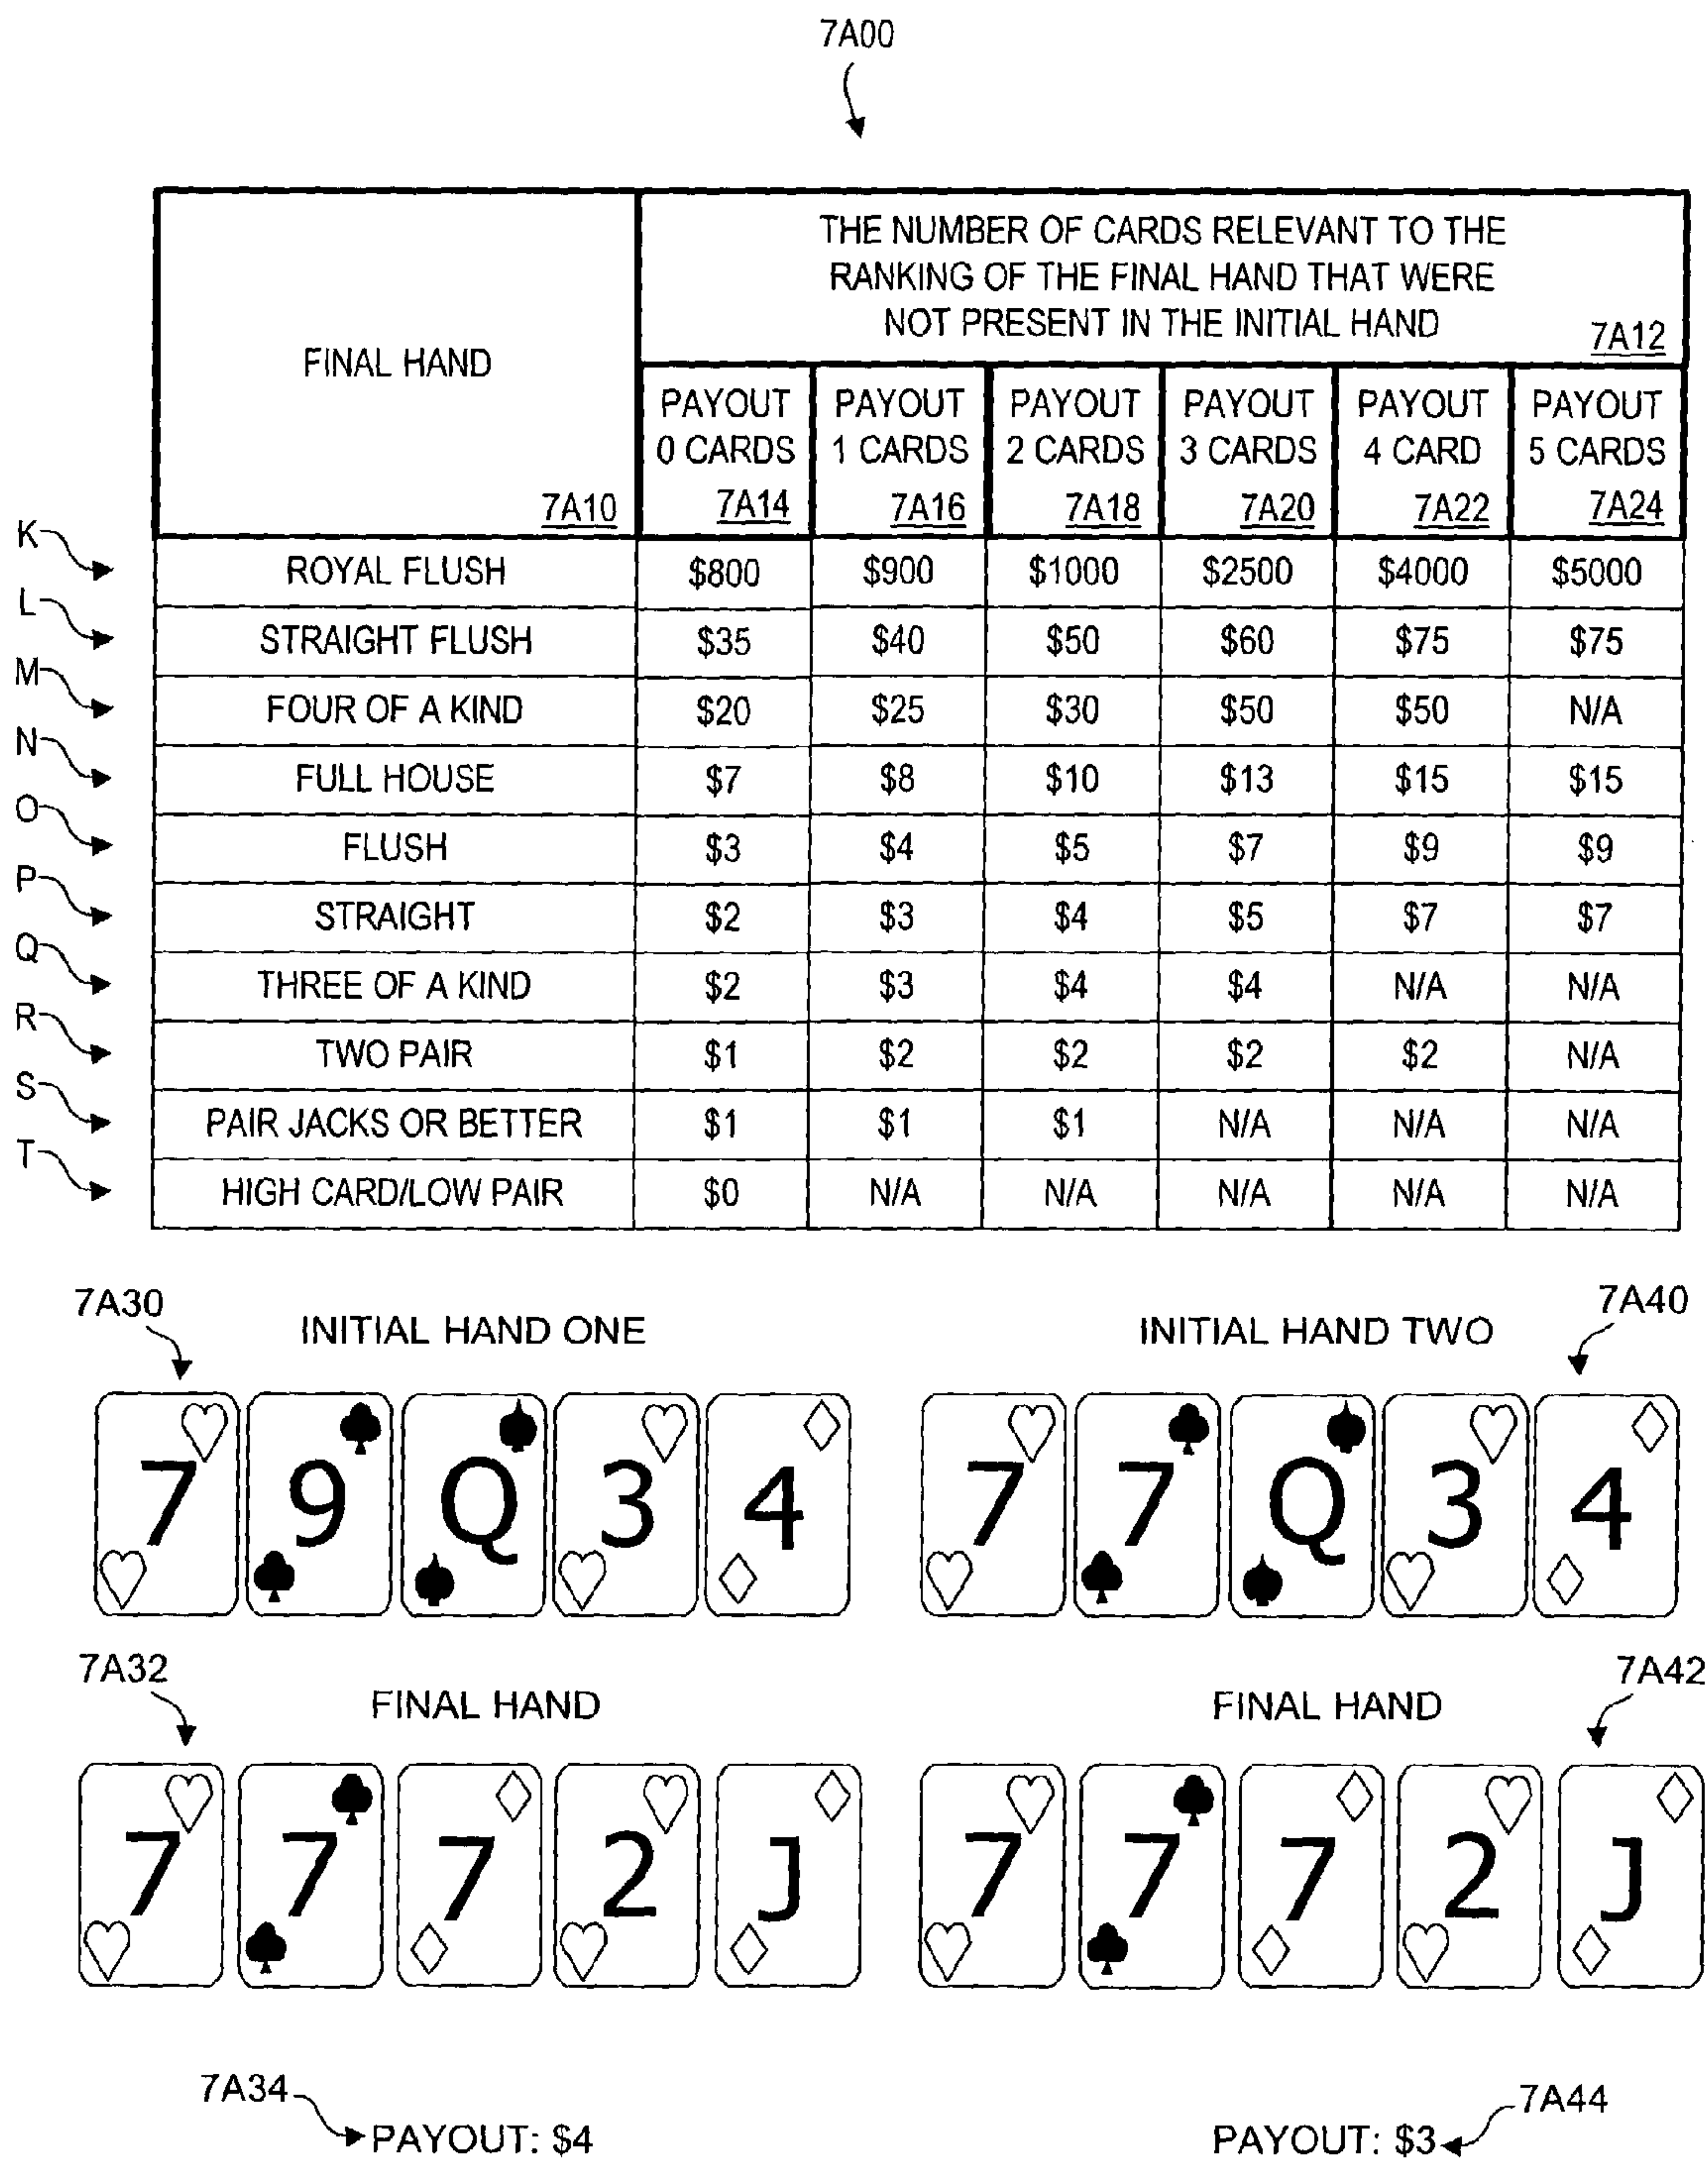 7A00
FINAL HAND
7A10
THE NUMBER OF CARDS RELEVANT TO THE
RANKING OF THE FINAL HAND THAT WERE
NOT PRESENT IN THE INITIAL HAND
7A12
PAYOUT
0 CARDS
7A14
PAYOUT
1 CARDS
7A16
PAYOUT
2 CARDS
7A18
PAYOUT
3 CARDS
7A20
PAYOUT
4 CARD
7A22
PAYOUT
5 CARDS
7A24
K ROYAL FLUSH $800 $900 $1000 $2500 $4000 $5000
L STRAIGHT FLUSH $35 $40 $50 $60 $75 $75
M FOUR OF A KIND $20 $25 $30 $50 $50 N/A
N FULL HOUSE $7 $8 $10 $13 $15 $15
O FLUSH $3 $4 $5 $7 $9 $9
P STRAIGHT $2 $3 $4 $5 $7 $7
Q THREE OF A KIND $2 $3 $4 $4 N/A N/A
R TWO PAIR $1 $2 $2 $2 $2 N/A
S PAIR JACKS OR BETTER $1 $1 $1 N/A N/A N/A
T HIGH CARD/LOW PAIR $0 N/A N/A N/A N/A N/A
7A30
INITIAL HAND ONE
7 9 Q 3 4
7A40
INITIAL HAND TWO
7 7 Q 3 4
7A32
FINAL HAND
7 7 7 2 J
7A42
FINAL HAND
7 7 7 2 J
7A34
PAYOUT: $4
7A44
PAYOUT: $3